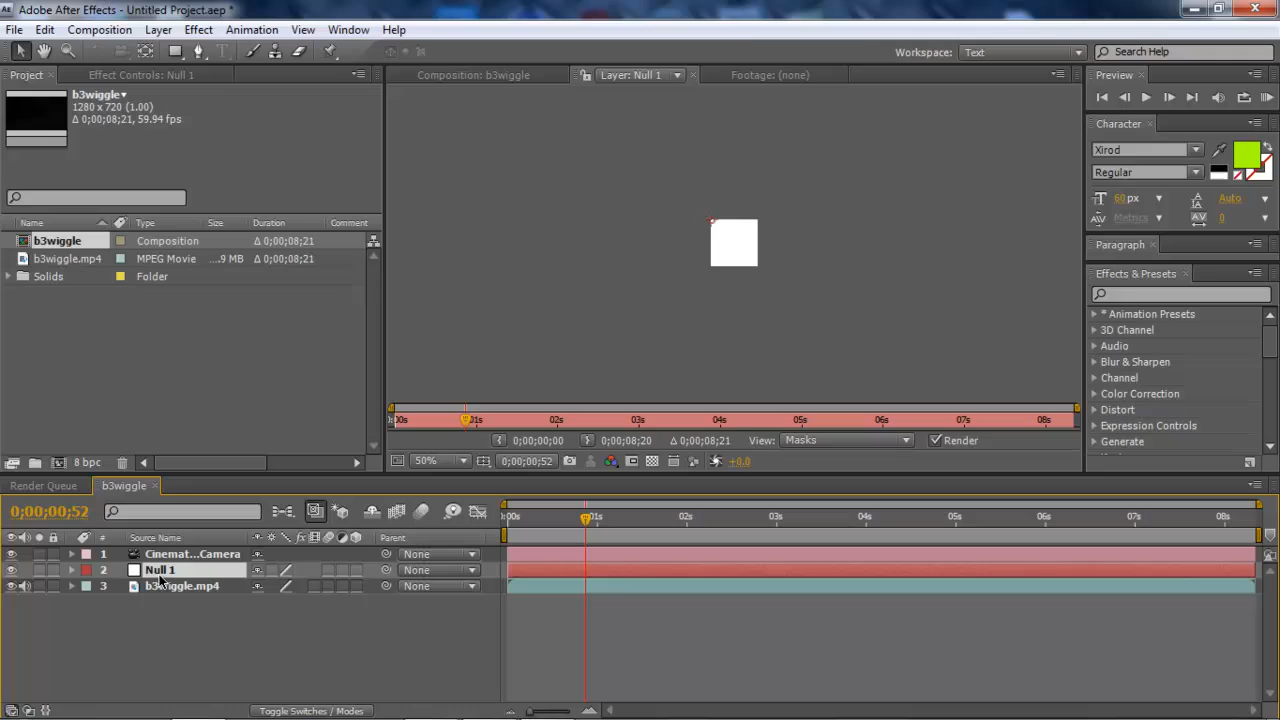 Adobe After Effects - Untitled Project.aep *
File Edit Composition Layer Effect Animation View Window Help
Workspace: Text Search Help
Project Effect Controls: Null 1
b3wiggle▾
1280 x 720 (1.00)
Δ 0;00;08;21, 59.94 fps
Name Type Size Duration Comment
b3wiggle Composition Δ 0;00;08;21
b3wiggle.mp4 MPEG Movie ....9 MB Δ 0;00;08;21
Solids Folder
8 bpc
Composition: b3wiggle Layer: Null 1 Footage: (none)
01s 02s 03s 04s 05s 06s 07s 08s
0;00;00;00 0;00;08;20 Δ 0;00;08;21 View: Masks Render
50% 0;00;00;52 +0.0
Preview
Character
Xirod
Regular
60 px Auto
Metrics 0
Paragraph
Effects & Presets
* Animation Presets
3D Channel
Audio
Blur & Sharpen
Channel
Color Correction
Distort
Expression Controls
Generate
Render Queue b3wiggle
0;00;00;52
:00s 01s 02s 03s 04s 05s 06s 07s 08s
# Source Name fx Parent
1 Cinemat...Camera None
2 Null 1 None
3 b3wiggle.mp4 None
Toggle Switches / Modes